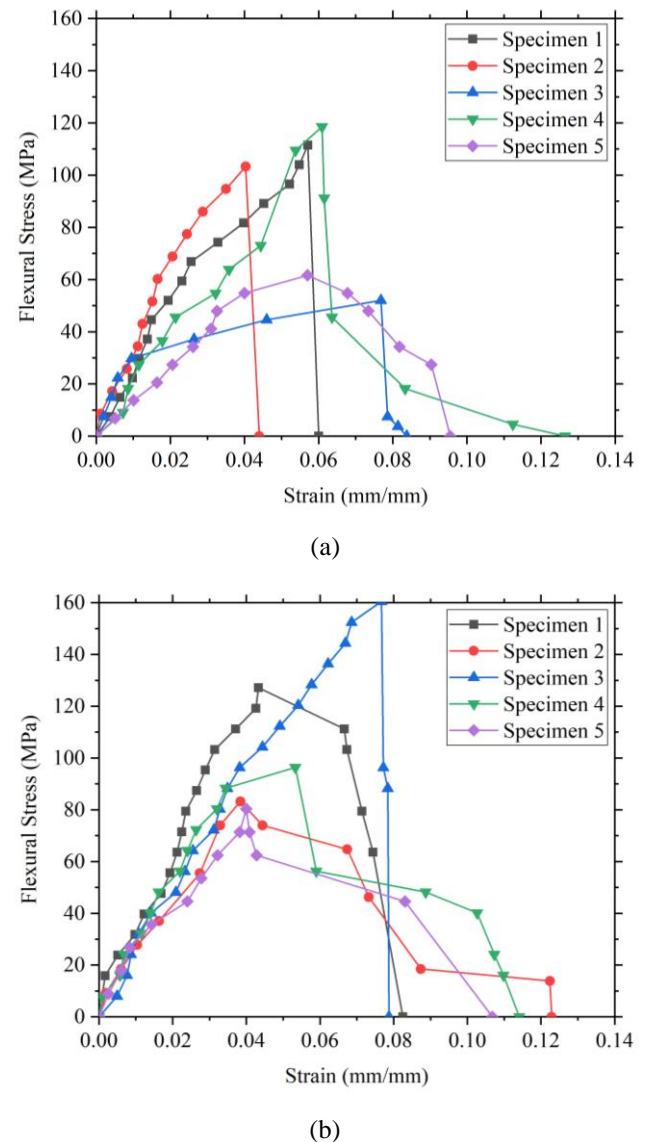 160
140
120
100
80
60
40
20
0
Flexural Stress (MPa)
Specimen 1
Specimen 2
Specimen 3
Specimen 4
Specimen 5
0.00 0.02 0.04 0.06 0.08 0.10 0.12 0.14
Strain (mm/mm)
(a)
160
140
120
100
80
60
40
20
0
Flexural Stress (MPa)
Specimen 1
Specimen 2
Specimen 3
Specimen 4
Specimen 5
0.00 0.02 0.04 0.06 0.08 0.10 0.12 0.14
Strain (mm/mm)
(b)